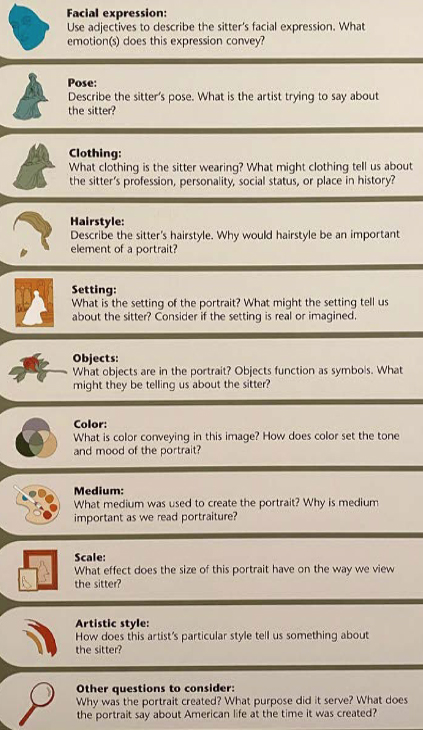 Facial expression:
Use adjectives to describe the sitter's facial expression. What
emotion(s) does this expression convey?
Pose:
Describe the sitter's pose. What is the artist trying to say about
the sitter?
Clothing:
What clothing is the sitter wearing? What might clothing tell us about
the sitter's profession, personality, social status, or place in history?
Hairstyle:
Describe the sitter's hairstyle. Why would hairstyle be an important
element of a portrait?
Setting:
What is the setting of the portrait? What might the setting tell us
about the sitter? Consider if the setting is real or imagined.
Objects:
What objects are in the portrait? Objects function as symbols. What
might they be telling us about the sitter?
Color:
What is color conveying in this image? How does color set the tone
and mood of the portrait?
Medium:
What medium was used to create the portrait? Why is medium
important as we read portraiture?
Scale:
What effect does the size of this portrait have on the way we view
the sitter?
Artistic style:
How does this artist's particular style tell us something about
the sitter?
Other questions to consider:
Why was the portrait created? What purpose did it serve? What does
the portrait say about American life at the time it was created?